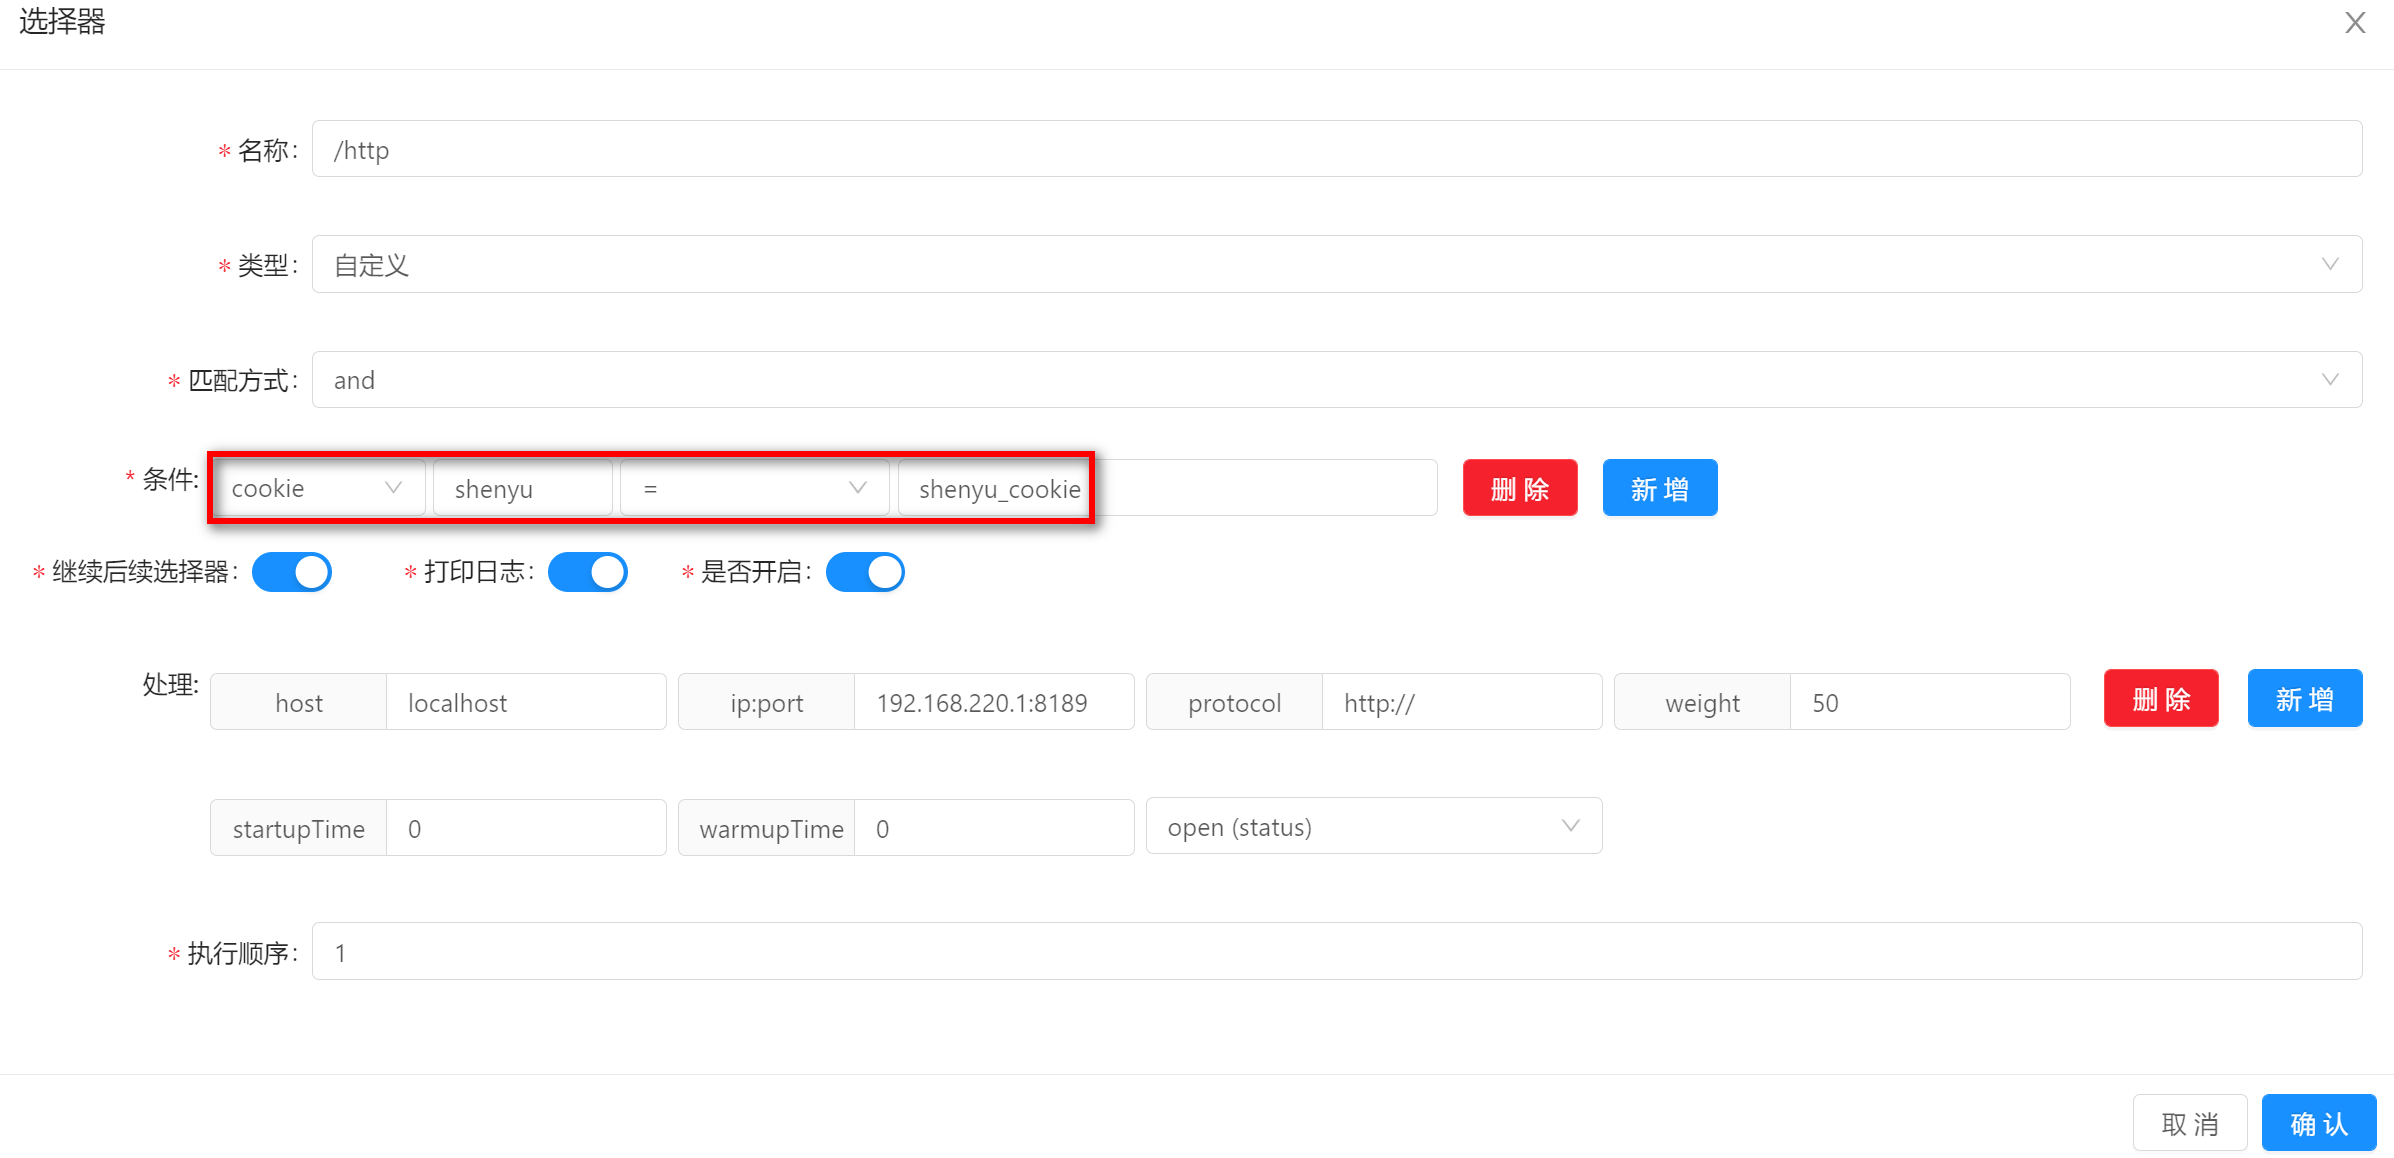 选择器 X
* 名称: /http
* 类型: 自定义
* 匹配方式: and
* 条件: cookie shenyu = shenyu_cookie 删 除 新 增
* 继续后续选择器: * 打印日志: * 是否开启:
处理: host localhost ip:port 192.168.220.1:8189 protocol http:// weight 50 删 除 新 增
startupTime 0 warmupTime 0 open (status)
* 执行顺序: 1
取 消 确 认